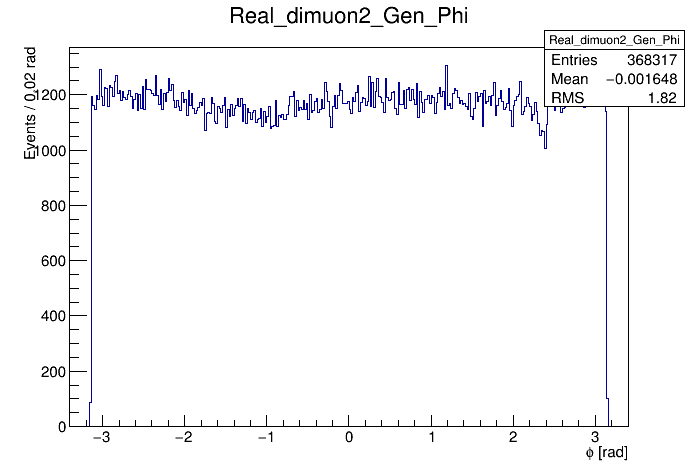 Real_dimuon2_Gen_Phi
Real_dimuon2_Gen_Phi
Entries 368317
Mean −0.001648
RMS 1.82
Events / 0.02 rad
1200
1000
800
600
400
200
0
−3 −2 −1 0 1 2 3
ϕ [rad]